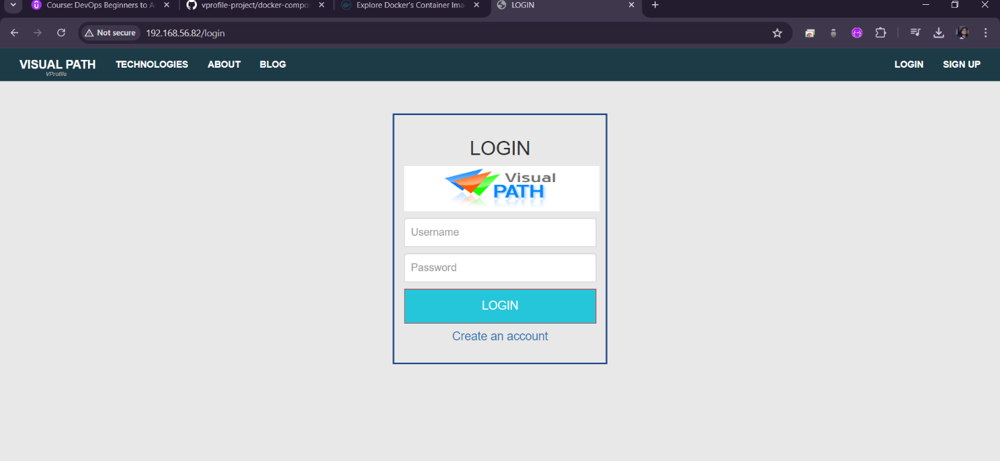 Course: DevOps Beginners to A
vprofile-project/docker-compo
Explore Docker's Container Ima
LOGIN
Not secure
192.168.56.82/login
VISUAL PATH
VProfile
TECHNOLOGIES
ABOUT
BLOG
LOGIN
SIGN UP
LOGIN
Visual
PATH
Username
Password
LOGIN
Create an account